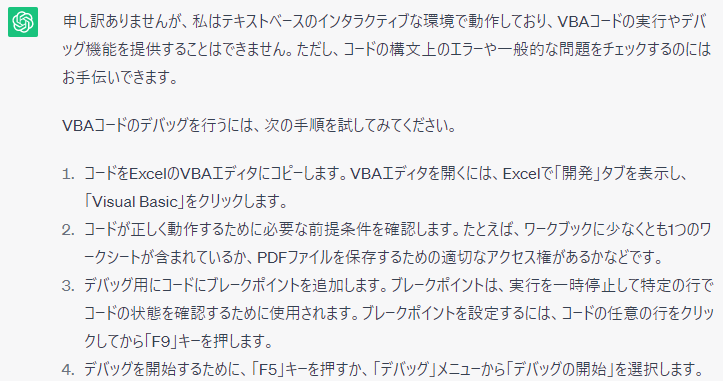 申し訳ありませんが、私はテキストベースのインタラクティブな環境で動作しており、VBAコードの実行やデバ
ッグ機能を提供することはできません。ただし、コードの構文上のエラーや一般的な問題をチェックするのには
お手伝いできます。
VBAコードのデバッグを行うには、次の手順を試してみてください。
1. コードをExcelのVBAエディタにコピーします。VBAエディタを開くには、Excelで「開発」タブを表示し、
「Visual Basic」をクリックします。
2. コードが正しく動作するために必要な前提条件を確認します。たとえば、ワークブックに少なくとも1つのワ
ークシートが含まれているか、PDFファイルを保存するための適切なアクセス権があるかなどです。
3. デバッグ用にコードにブレークポイントを追加します。ブレークポイントは、実行を一時停止して特定の行で
コードの状態を確認するために使用されます。ブレークポイントを設定するには、コードの任意の行をクリッ
クしてから「F9」キーを押します。
4. デバッグを開始するために、「F5」キーを押すか、「デバッグ」メニューから「デバッグの開始」を選択します。